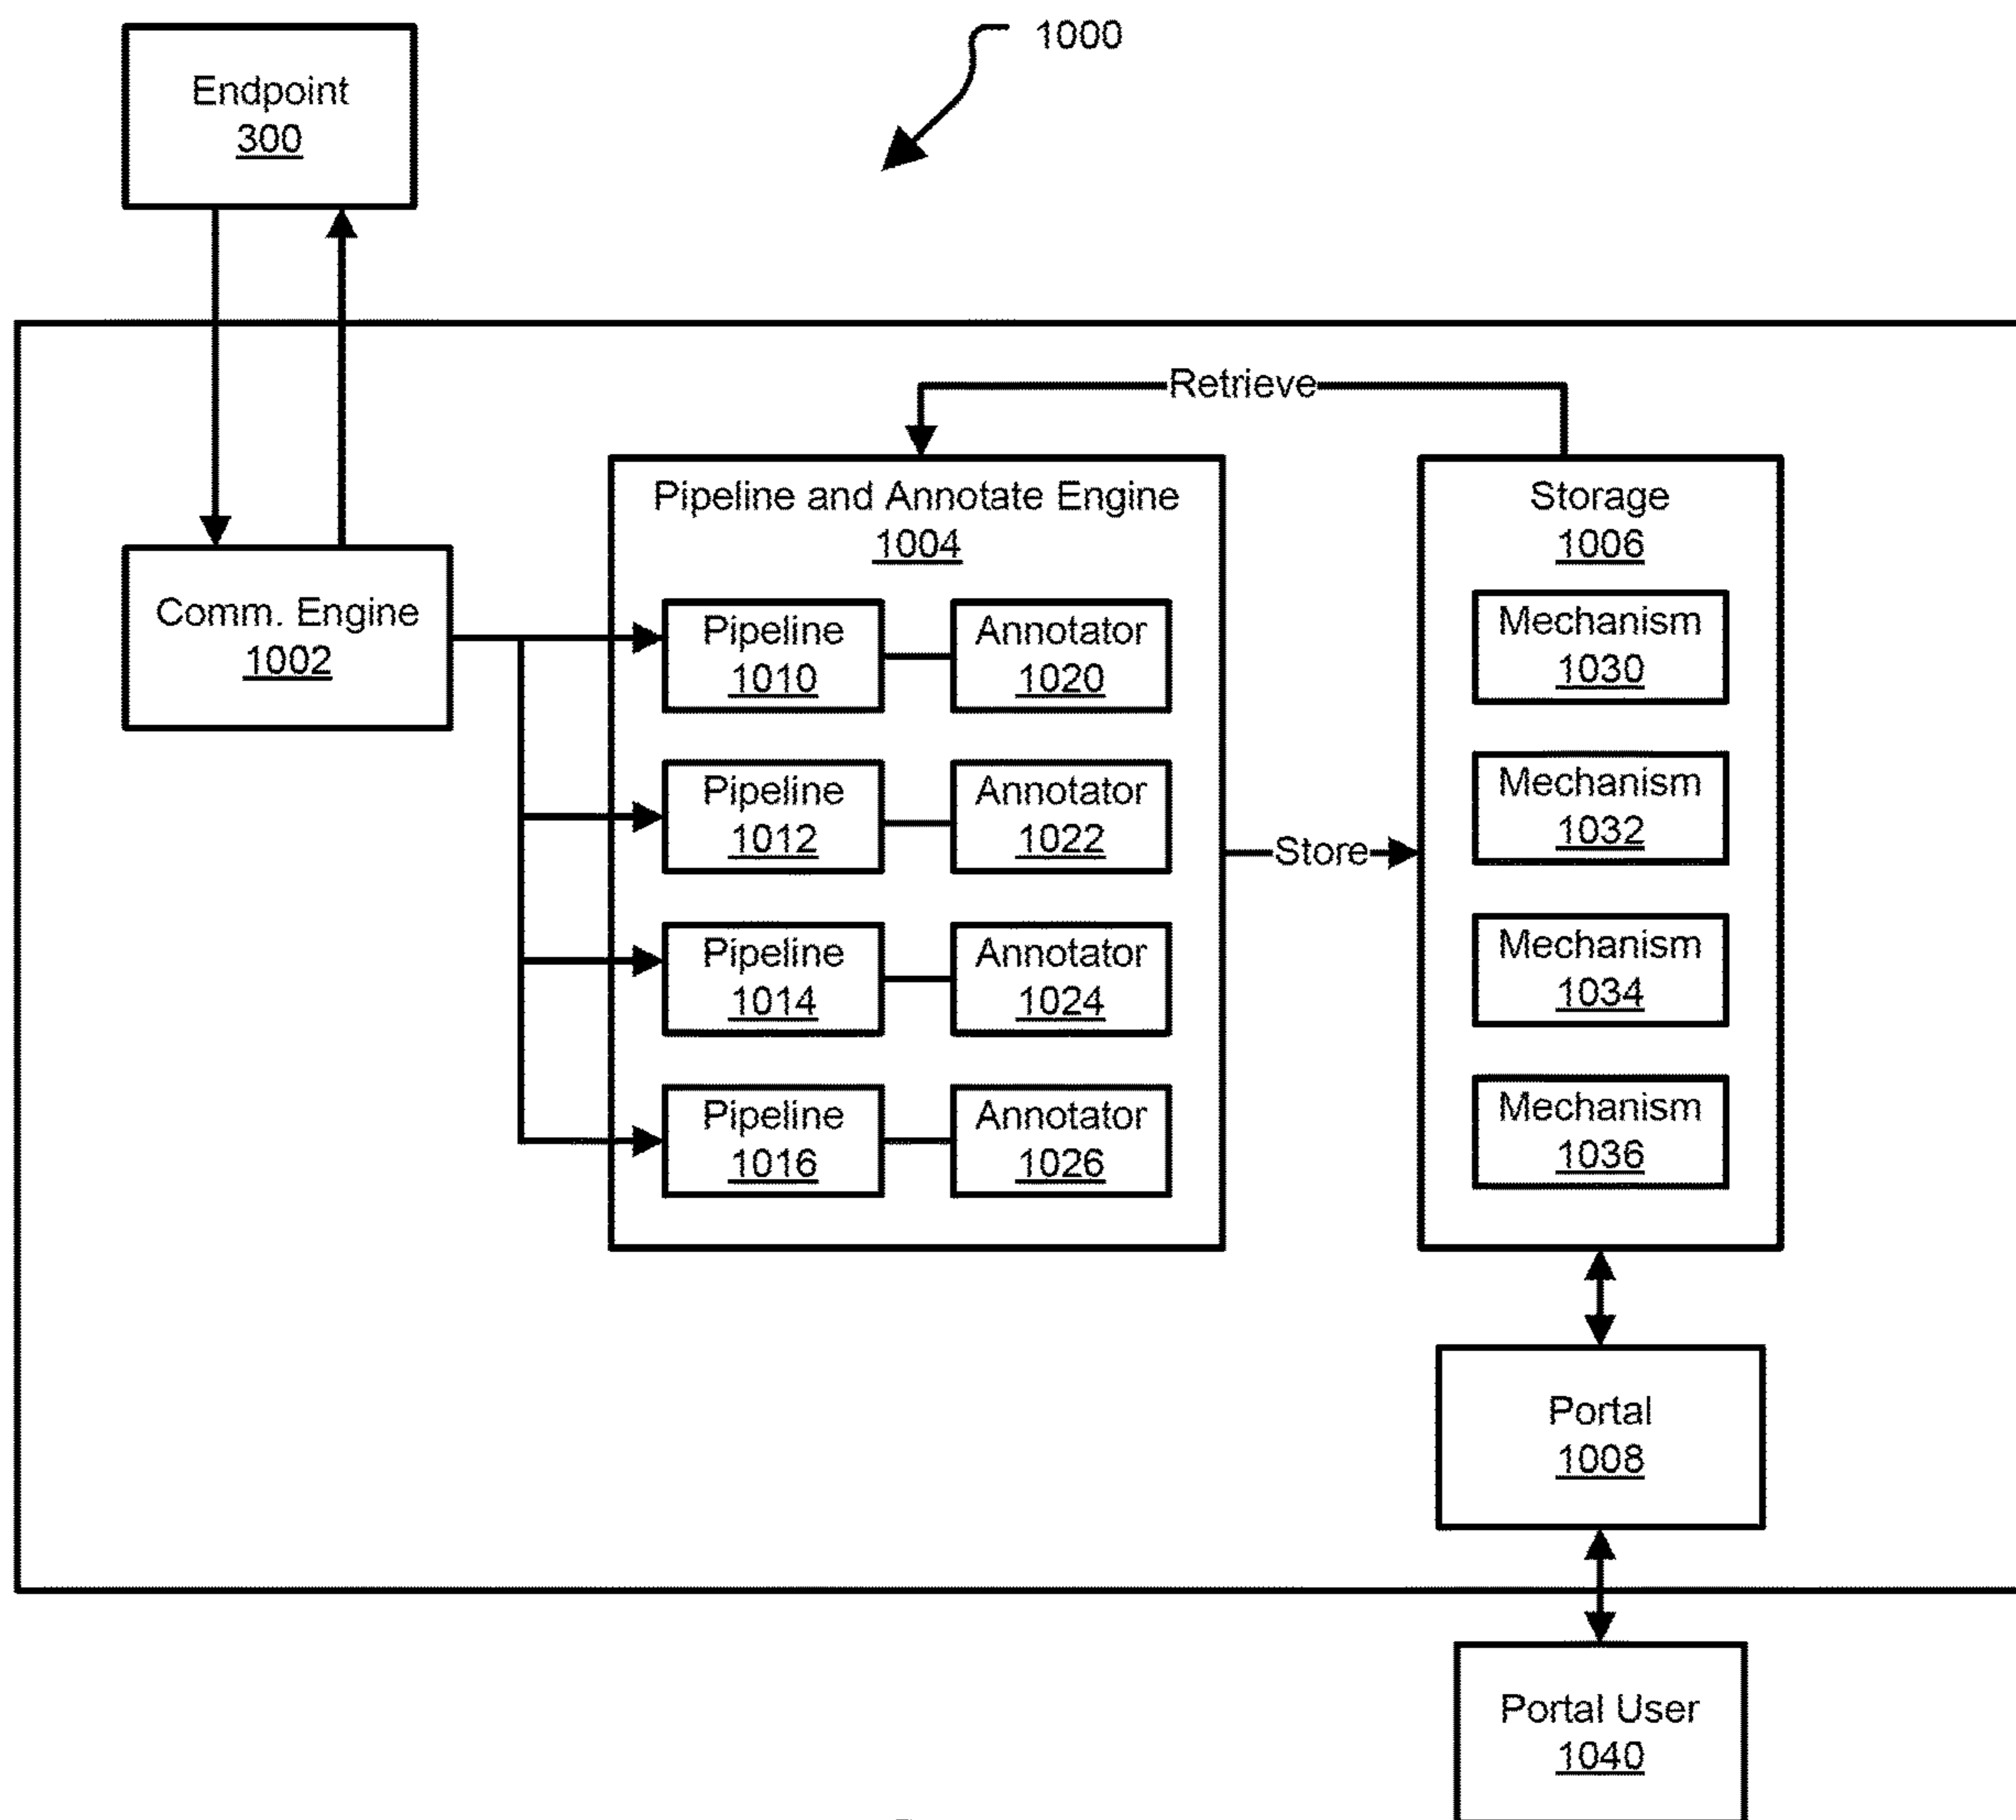 1000
Endpoint
300
Retrieve
Pipeline and Annotate Engine
1004
Storage
1006
Comm. Engine
1002
Pipeline
1010
Annotator
1020
Mechanism
1030
Pipeline
1012
Annotator
1022
Mechanism
1032
Store
Pipeline
1014
Annotator
1024
Mechanism
1034
Pipeline
1016
Annotator
1026
Mechanism
1036
Portal
1008
Portal User
1040